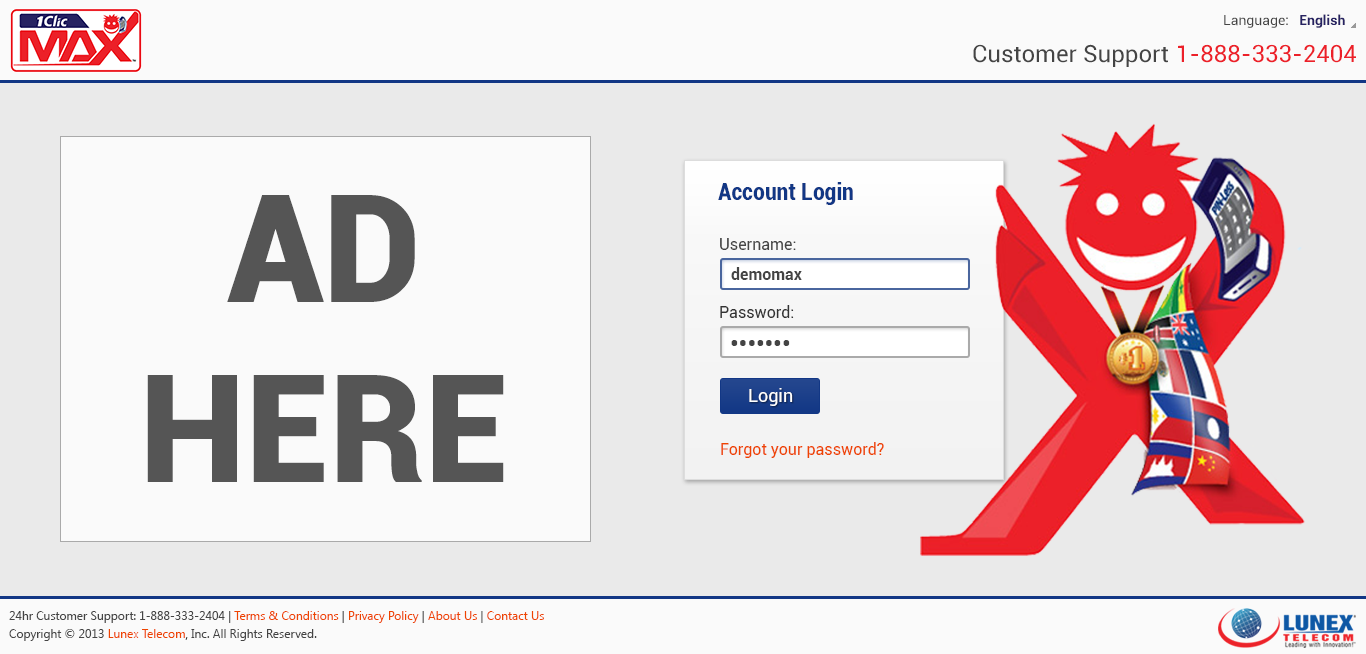 1Clic
MAX
Language: English
Customer Support 1-888-333-2404
AD
HERE
Account Login
Username:
demomax
Password:
•••••••
Login
Forgot your password?
PIN-Less
#1
24hr Customer Support: 1-888-333-2404 | Terms & Conditions | Privacy Policy | About Us | Contact Us
Copyright © 2013 Lunex Telecom, Inc. All Rights Reserved.
LUNEX
TELECOM
Leading with Innovation!